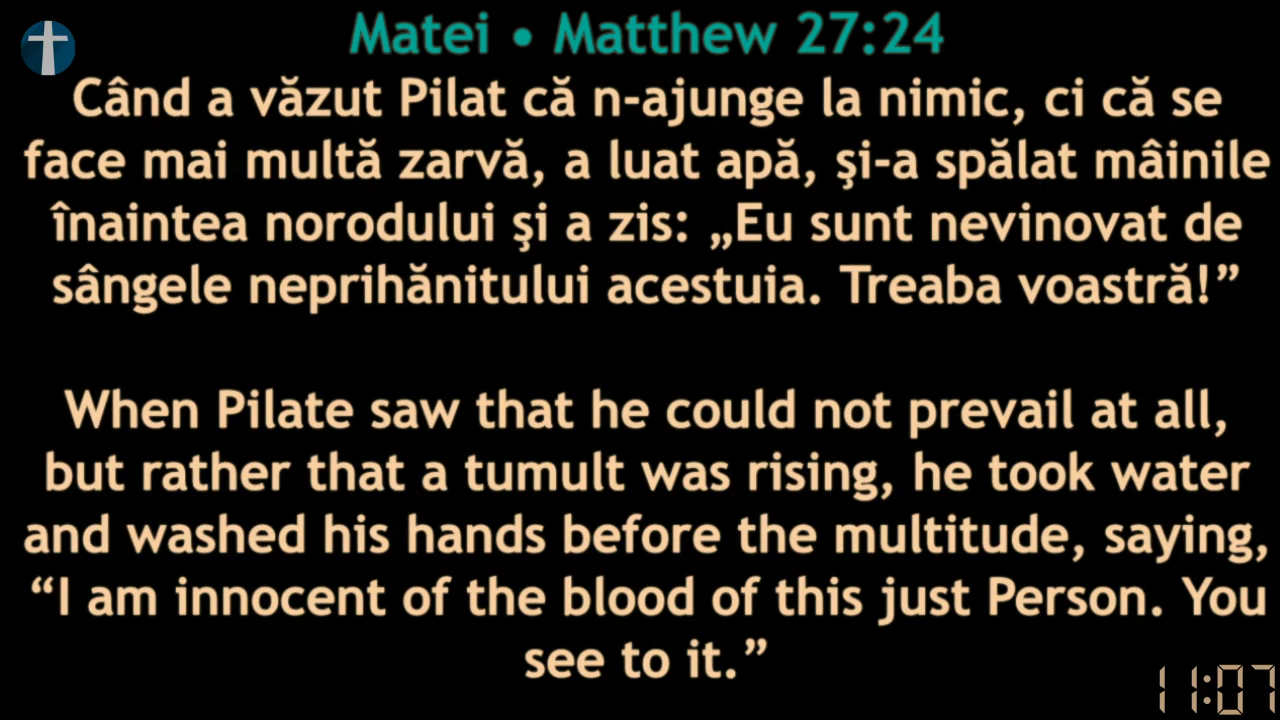 Matei • Matthew 27:24
Când a văzut Pilat că n-ajunge la nimic, ci că se
face mai multă zarvă, a luat apă, şi-a spălat mâinile
înaintea norodului şi a zis: „Eu sunt nevinovat de
sângele neprihănitului acestuia. Treaba voastră!”
When Pilate saw that he could not prevail at all,
but rather that a tumult was rising, he took water
and washed his hands before the multitude, saying,
“I am innocent of the blood of this just Person. You
see to it.”
11:07